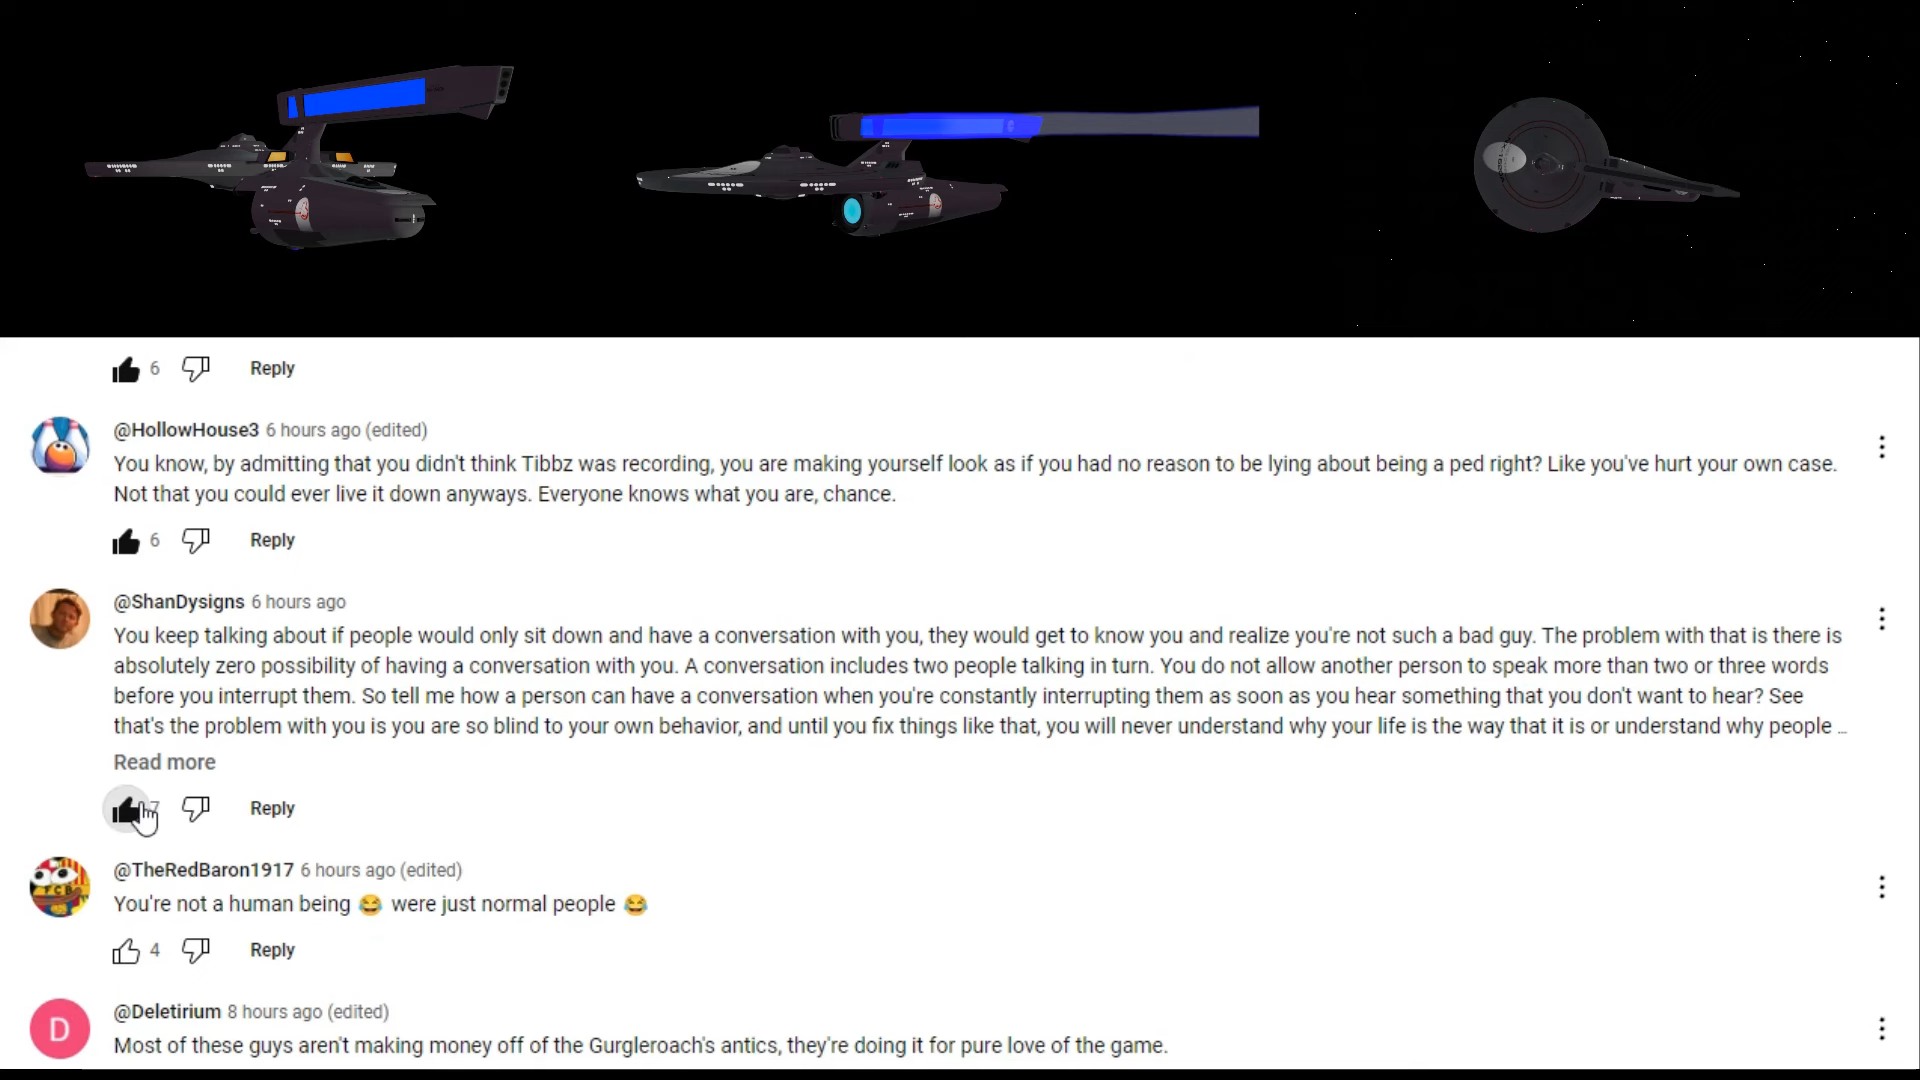 6 Reply
@HollowHouse3 6 hours ago (edited)
You know, by admitting that you didn't think Tibbz was recording, you are making yourself look as if you had no reason to be lying about being a ped right? Like you've hurt your own case.
Not that you could ever live it down anyways. Everyone knows what you are, chance.
6 Reply
@ShanDysigns 6 hours ago
You keep talking about if people would only sit down and have a conversation with you, they would get to know you and realize you're not such a bad guy. The problem with that is there is
absolutely zero possibility of having a conversation with you. A conversation includes two people talking in turn. You do not allow another person to speak more than two or three words
before you interrupt them. So tell me how a person can have a conversation when you're constantly interrupting them as soon as you hear something that you don't want to hear? See
that's the problem with you is you are so blind to your own behavior, and until you fix things like that, you will never understand why your life is the way that it is or understand why people ...
Read more
7 Reply
@TheRedBaron1917 6 hours ago (edited)
You're not a human being 😂 were just normal people 😂
4 Reply
D
@Deletirium 8 hours ago (edited)
Most of these guys aren't making money off of the Gurgleroach's antics, they're doing it for pure love of the game.